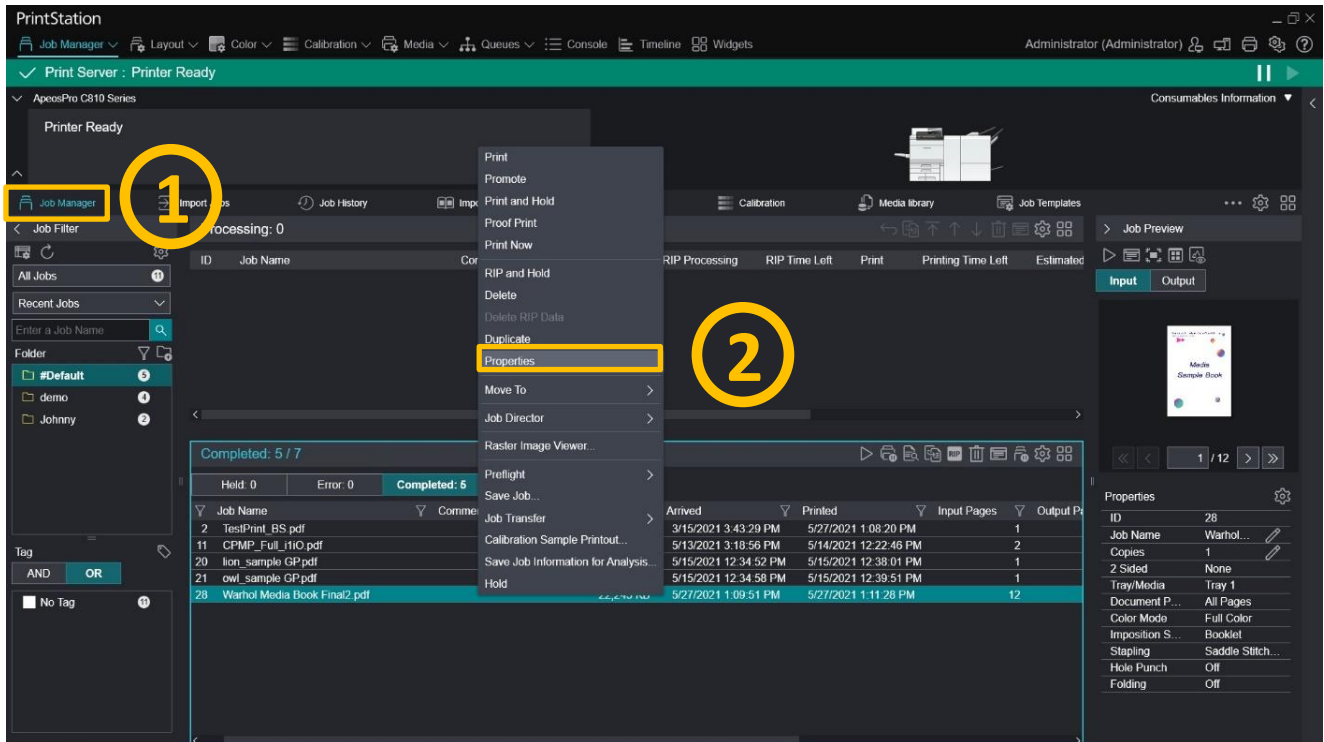 PrintStation
Job Manager Layout Color Calibration Media Queues Console Timeline Widgets Administrator (Administrator)
Print Server : Printer Ready
ApeosPro C810 Series Consumables Information
Printer Ready
1
Job Manager Job History Calibration Media library Job Templates
Job Filter
All Jobs 11
Recent Jobs
Enter a Job Name
Folder
#Default 5
demo 4
Johnny 2
Tag
AND OR
No Tag 11
ocessing: 0
ID Job Name RIP Processing RIP Time Left Print Printing Time Left Estimated
Print
Promote
Print and Hold
Proof Print
Print Now
RIP and Hold
Delete
Delete RIP Data
Duplicate
Properties
2
Move To
Job Director
Raster Image Viewer...
Preflight
Save Job...
Job Transfer
Calibration Sample Printout...
Save Job Information for Analysis...
Hold
Completed: 5 / 7
RIP
Held: 0 Error: 0 Completed: 5
Job Name Comme Arrived Printed Input Pages Output Pa
2 TestPrint_BS.pdf 3/15/2021 3:43:29 PM 5/27/2021 1:08:20 PM 1
11 CPMP_Full_i1iO.pdf 5/13/2021 3:18:56 PM 5/14/2021 12:22:46 PM 2
20 lion_sample GP.pdf 5/15/2021 12:34:52 PM 5/15/2021 12:38:01 PM 1
21 owl_sample GP.pdf 5/15/2021 12:34:58 PM 5/15/2021 12:39:51 PM 1
28 Warhol Media Book Final2.pdf 5/27/2021 1:09:51 PM 5/27/2021 1:11:28 PM 12
Job Preview
Input Output
Media
Sample Book
1 / 12
Properties
ID 28
Job Name Warhol...
Copies 1
2 Sided None
Tray/Media Tray 1
Document P... All Pages
Color Mode Full Color
Imposition S... Booklet
Stapling Saddle Stitch...
Hole Punch Off
Folding Off